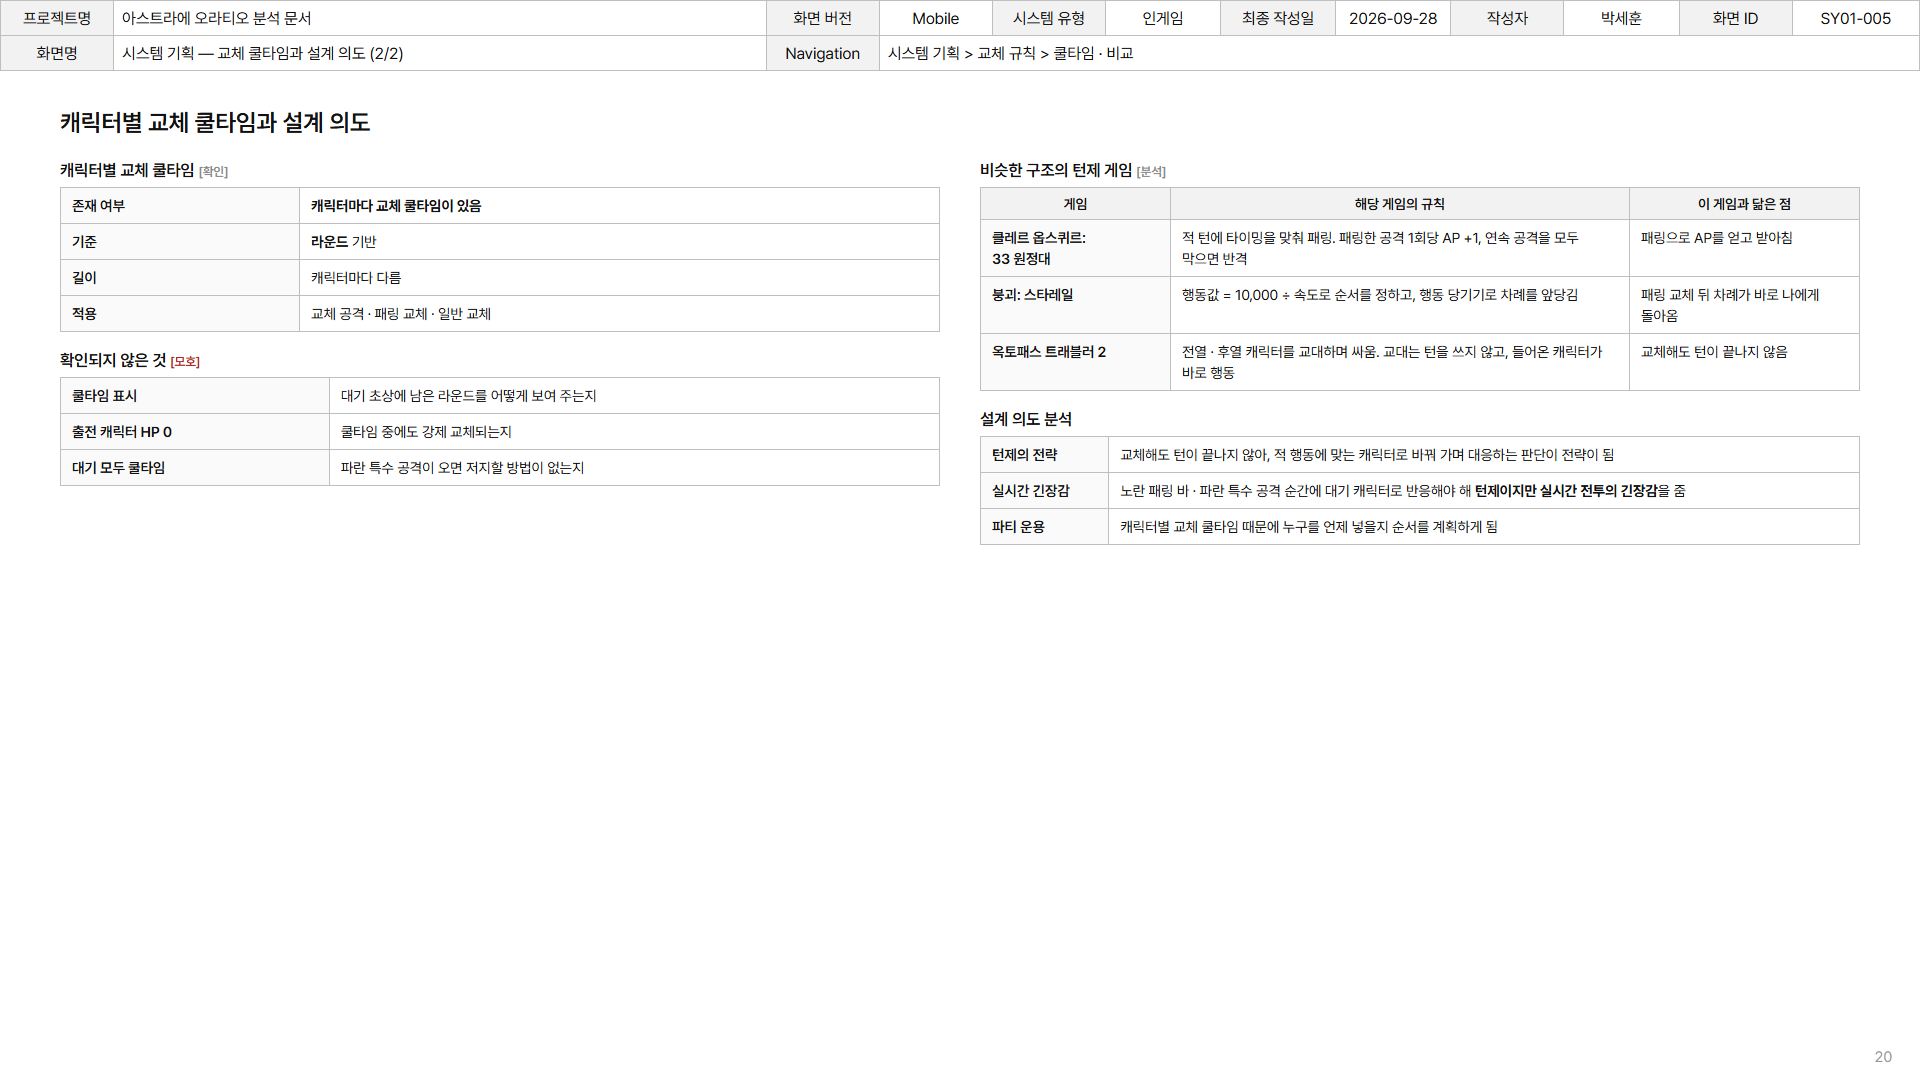 프로젝트명 아스트라에 오라티오 분석 문서 화면 버전 Mobile 시스템 유형 인게임 최종 작성일 2026-09-28 작성자 박세훈 화면 ID SY01-005
화면명 시스템 기획 — 교체 쿨타임과 설계 의도 (2/2) Navigation 시스템 기획 > 교체 규칙 > 쿨타임 · 비교
캐릭터별 교체 쿨타임과 설계 의도
캐릭터별 교체 쿨타임 [확인]
존재 여부 캐릭터마다 교체 쿨타임이 있음
기준 라운드 기반
길이 캐릭터마다 다름
적용 교체 공격 · 패링 교체 · 일반 교체
확인되지 않은 것 [모호]
쿨타임 표시 대기 초상에 남은 라운드를 어떻게 보여 주는지
출전 캐릭터 HP 0 쿨타임 중에도 강제 교체되는지
대기 모두 쿨타임 파란 특수 공격이 오면 저지할 방법이 없는지
비슷한 구조의 턴제 게임 [분석]
게임 해당 게임의 규칙 이 게임과 닮은 점
클레르 옵스퀴르: 적 턴에 타이밍을 맞춰 패링. 패링한 공격 1회당 AP +1, 연속 공격을 모두 패링으로 AP를 얻고 받아침
33 원정대 막으면 반격
붕괴: 스타레일 행동값 = 10,000 ÷ 속도로 순서를 정하고, 행동 당기기로 차례를 앞당김 패링 교체 뒤 차례가 바로 나에게
돌아옴
옥토패스 트래블러 2 전열 · 후열 캐릭터를 교대하며 싸움. 교대는 턴을 쓰지 않고, 들어온 캐릭터가 교체해도 턴이 끝나지 않음
바로 행동
설계 의도 분석
턴제의 전략 교체해도 턴이 끝나지 않아, 적 행동에 맞는 캐릭터로 바꿔 가며 대응하는 판단이 전략이 됨
실시간 긴장감 노란 패링 바 · 파란 특수 공격 순간에 대기 캐릭터로 반응해야 해 턴제이지만 실시간 전투의 긴장감을 줌
파티 운용 캐릭터별 교체 쿨타임 때문에 누구를 언제 넣을지 순서를 계획하게 됨
20